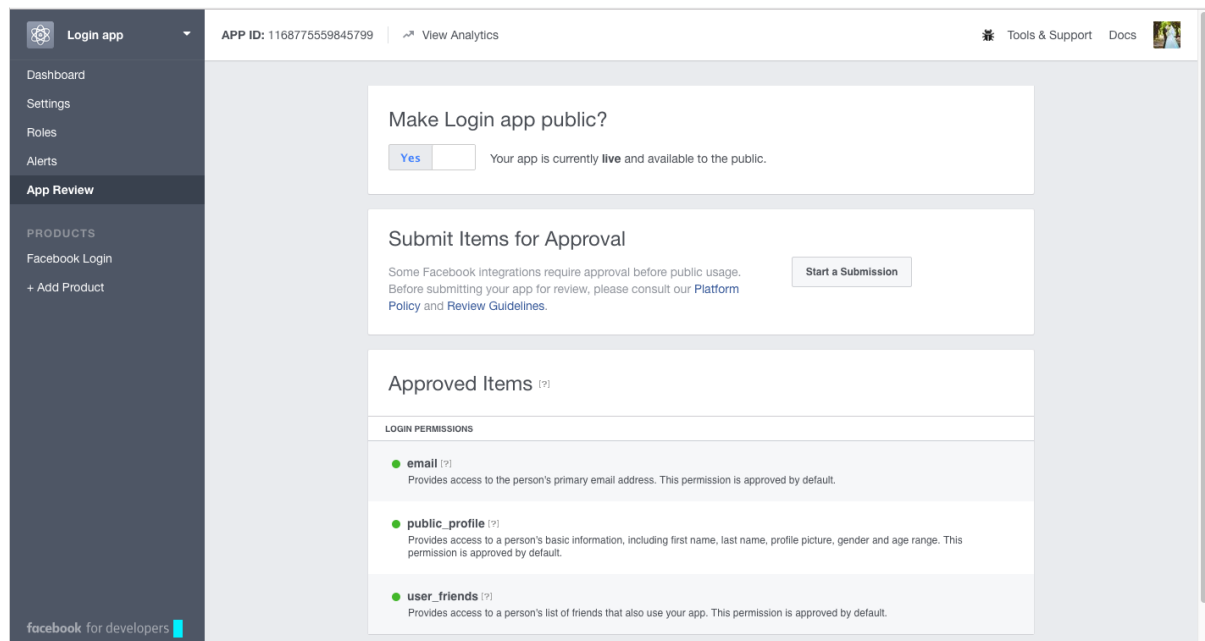 Login app
APP ID: 1168775559845799
View Analytics
Tools & Support
Docs
Dashboard
Settings
Roles
Alerts
App Review
PRODUCTS
Facebook Login
+ Add Product
facebook for developers
Make Login app public?
Yes
Your app is currently live and available to the public.
Submit Items for Approval
Some Facebook integrations require approval before public usage.
Before submitting your app for review, please consult our Platform
Policy and Review Guidelines.
Start a Submission
Approved Items [?]
LOGIN PERMISSIONS
email [?]
Provides access to the person's primary email address. This permission is approved by default.
public_profile [?]
Provides access to a person's basic information, including first name, last name, profile picture, gender and age range. This
permission is approved by default.
user_friends [?]
Provides access to a person's list of friends that also use your app. This permission is approved by default.